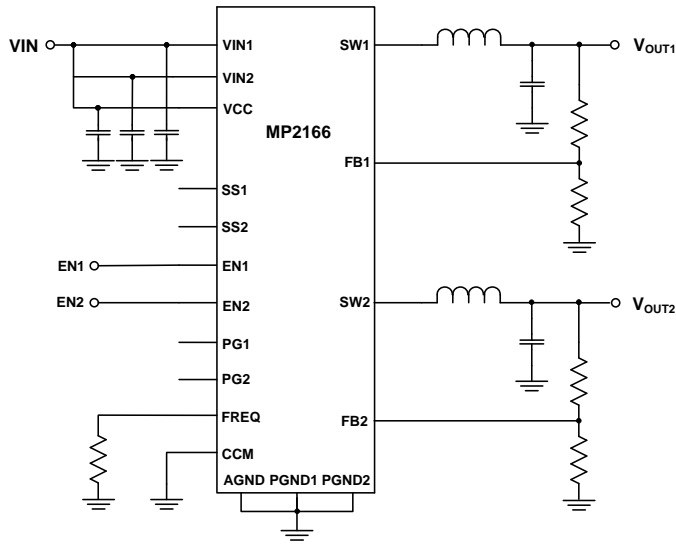 VIN
VIN1
VIN2
VCC
MP2166
SW1
VOUT1
FB1
SS1
SS2
EN1
EN1
EN2
EN2
SW2
VOUT2
PG1
PG2
FREQ
FB2
CCM
AGND PGND1 PGND2